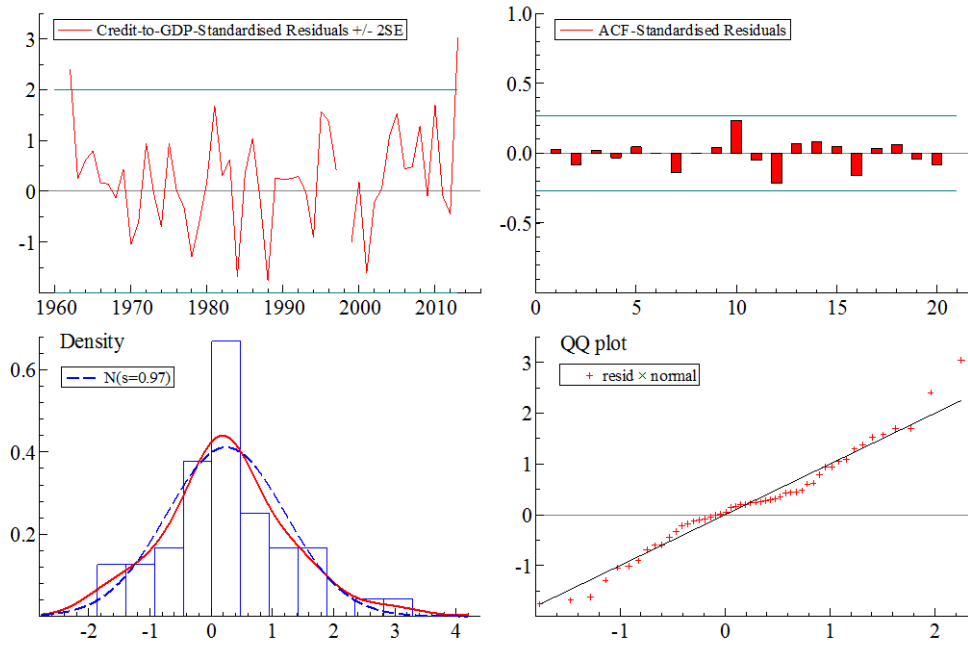 Credit-to-GDP-Standardised Residuals +/- 2SE
3
2
1
0
-1
1960 1970 1980 1990 2000 2010
ACF-Standardised Residuals
1.0
0.5
0.0
-0.5
0 5 10 15 20
Density
N(s=0.97)
0.6
0.4
0.2
-2 -1 0 1 2 3 4
QQ plot
resid × normal
3
2
1
0
-1
-1 0 1 2